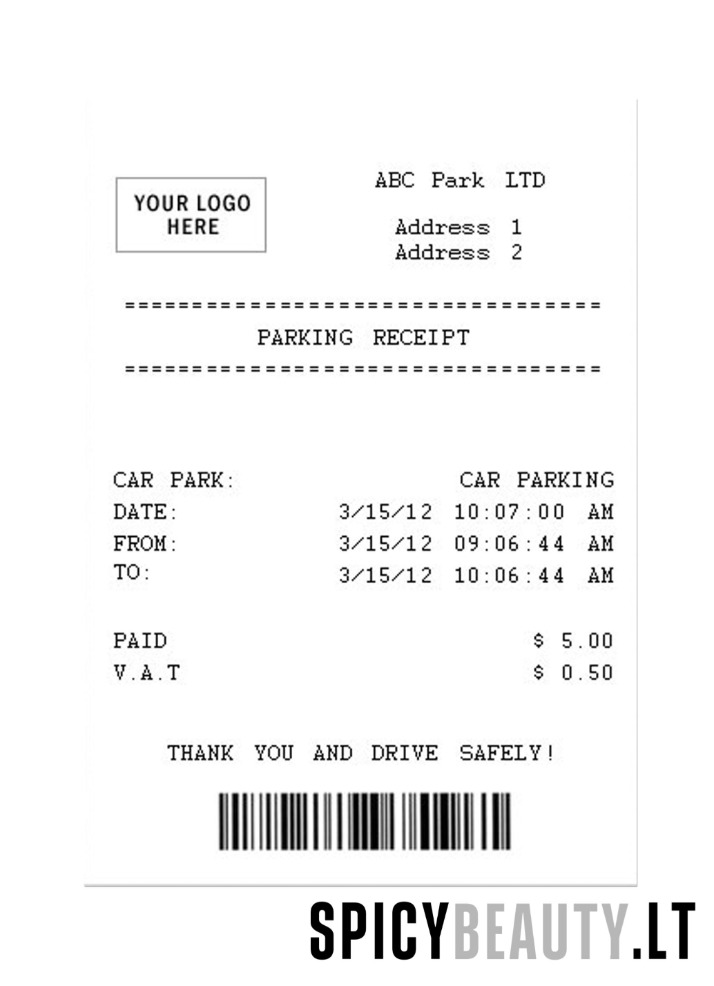 YOUR LOGO
HERE
ABC Park LTD
Address 1
Address 2
==================================
PARKING RECEIPT
==================================
CAR PARK: CAR PARKING
DATE: 3/15/12 10:07:00 AM
FROM: 3/15/12 09:06:44 AM
TO: 3/15/12 10:06:44 AM
PAID $ 5.00
V.A.T $ 0.50
THANK YOU AND DRIVE SAFELY!
SPICYBEAUTY.LT